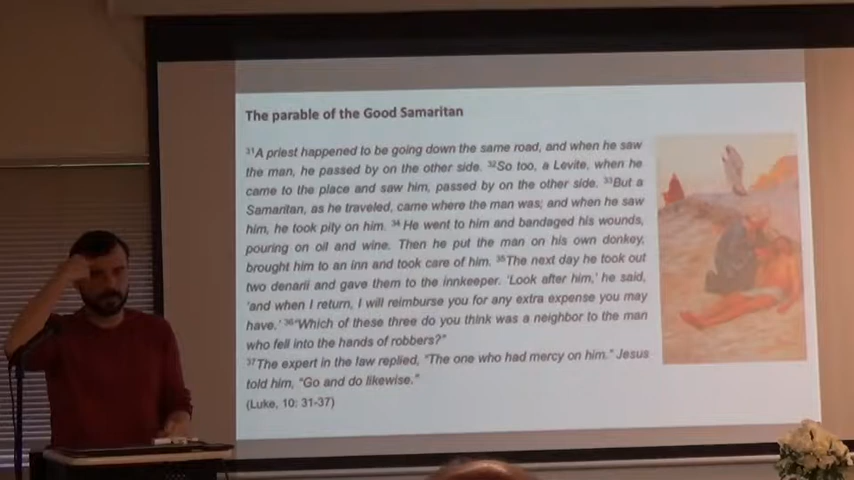 The parable of the Good Samaritan
³¹A priest happened to be going down the same road, and when he saw
the man, he passed by on the other side. ³²So too, a Levite, when he
came to the place and saw him, passed by on the other side. ³³But a
Samaritan, as he traveled, came where the man was; and when he saw
him, he took pity on him. ³⁴He went to him and bandaged his wounds,
pouring on oil and wine. Then he put the man on his own donkey,
brought him to an inn and took care of him. ³⁵The next day he took out
two denarii and gave them to the innkeeper. ‘Look after him,’ he said,
‘and when I return, I will reimburse you for any extra expense you may
have.’ ³⁶“Which of these three do you think was a neighbor to the man
who fell into the hands of robbers?”
³⁷The expert in the law replied, “The one who had mercy on him.” Jesus
told him, “Go and do likewise.”
(Luke, 10: 31-37)